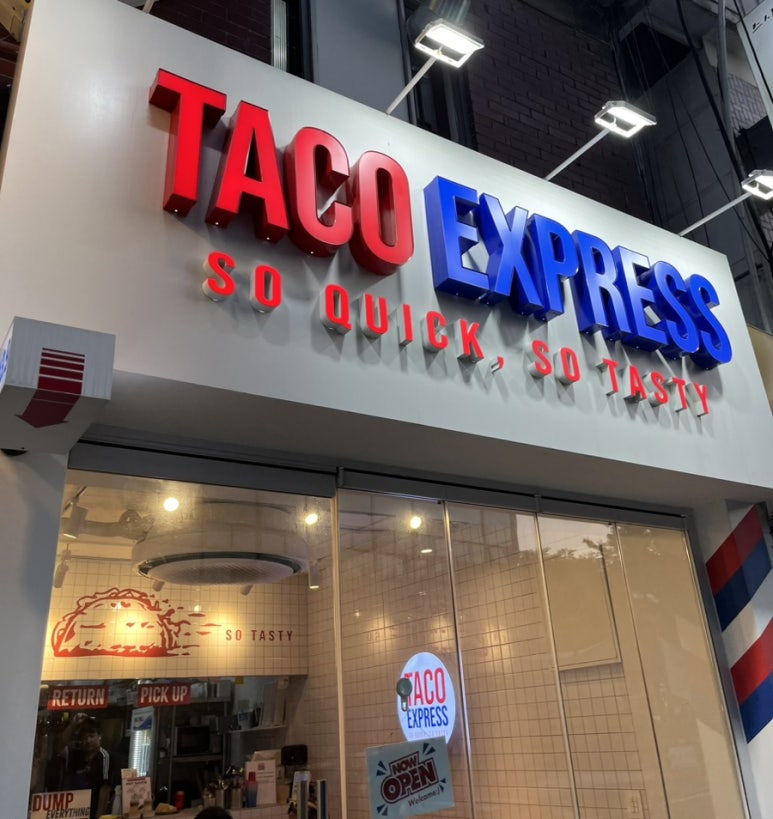 TACO EXPRESS
SO QUICK, SO TASTY
SO TASTY
RETURN
PICK UP
TACO
EXPRESS
NOW
OPEN
Welcome!
DUMP
EVERYTHING